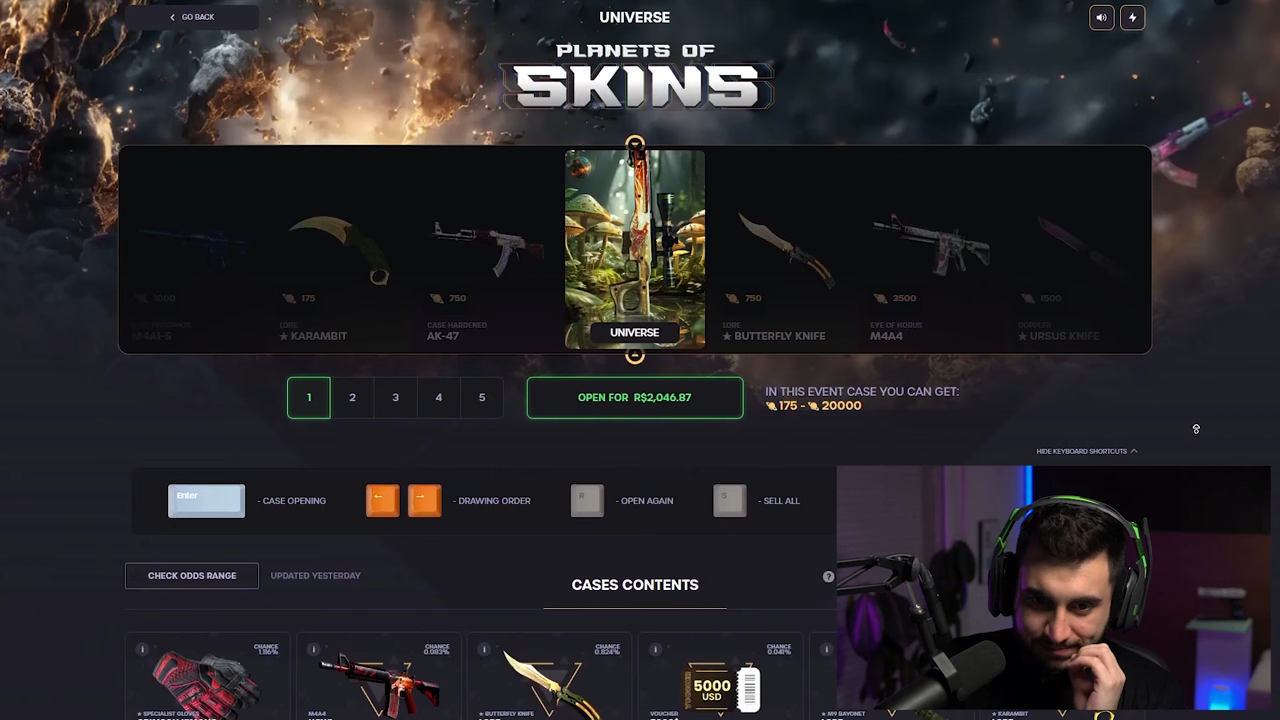 GO BACK
UNIVERSE
PLANETS OF
SKINS
1000
M4A1-S
175
LORE
★ KARAMBIT
750
CASE HARDENED
AK-47
UNIVERSE
750
LORE
★ BUTTERFLY KNIFE
3500
EYE OF HORUS
M4A4
1500
DOPPLER
★ URSUS KNIFE
1
2
3
4
5
OPEN FOR R$2,046.87
IN THIS EVENT CASE YOU CAN GET:
175 - 20000
HIDE KEYBOARD SHORTCUTS
Enter
- CASE OPENING
- DRAWING ORDER
R
- OPEN AGAIN
S
- SELL ALL
CHECK ODDS RANGE
UPDATED YESTERDAY
CASES CONTENTS
CHANCE
1.116%
★ SPECIALIST GLOVES
CHANCE
0.083%
M4A4
CHANCE
0.824%
★ BUTTERFLY KNIFE
CHANCE
0.041%
VOUCHER
5000
USD
VOUCHER
★ M9 BAYONET
★ KARAMBIT